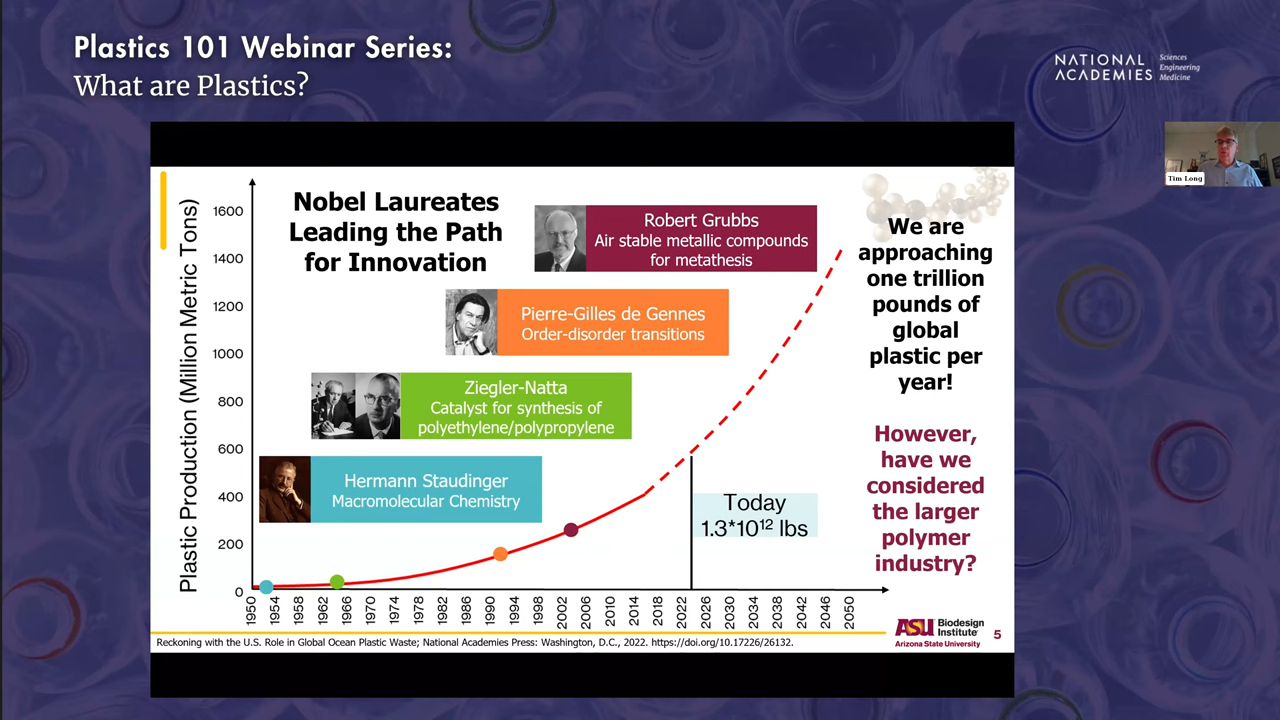 Plastics 101 Webinar Series:
What are Plastics?
NATIONAL
ACADEMIES
Sciences
Engineering
Medicine
Tim Long
Nobel Laureates
Leading the Path
for Innovation
Robert Grubbs
Air stable metallic compounds
for metathesis
Pierre-Gilles de Gennes
Order-disorder transitions
Ziegler-Natta
Catalyst for synthesis of
polyethylene/polypropylene
Hermann Staudinger
Macromolecular Chemistry
Today
1.3*10¹² lbs
Plastic Production (Million Metric Tons)
1600
1400
1200
1000
800
600
400
200
0
1950
1954
1958
1962
1966
1970
1974
1978
1982
1986
1990
1994
1998
2002
2006
2010
2014
2018
2022
2026
2030
2034
2038
2042
2046
2050
We are
approaching
one trillion
pounds of
global
plastic per
year!
However,
have we
considered
the larger
polymer
industry?
Reckoning with the U.S. Role in Global Ocean Plastic Waste; National Academies Press: Washington, D.C., 2022. https://doi.org/10.17226/26132.
ASU Biodesign
Institute
Arizona State University
5